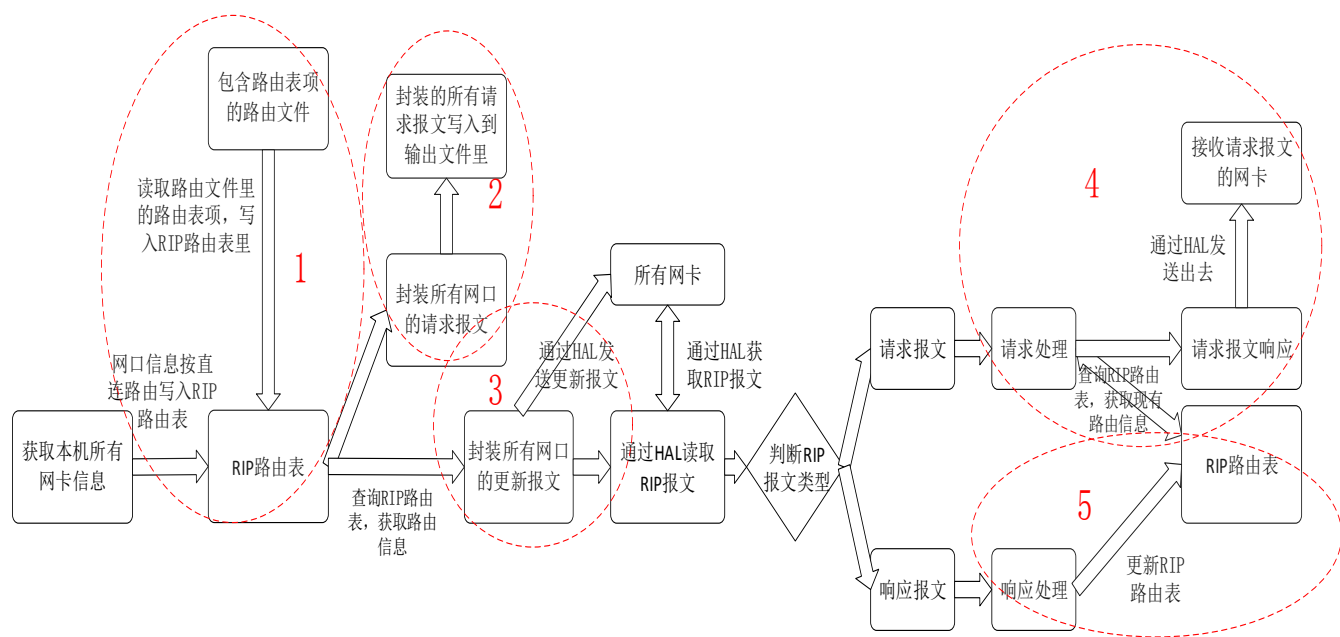 包含路由表项
的路由文件
读取路由文件里
的路由表项，写
入RIP路由表里
1
网口信息按直
连路由写入RIP
路由表
获取本机所有
网卡信息
RIP路由表
封装的所有请
求报文写入到
输出文件里
2
封装所有网口
的请求报文
查询RIP路由
表，获取路由
信息
3
通过HAL发
送更新报文
封装所有网口
的更新报文
所有网卡
通过HAL获
取RIP报文
通过HAL读取
RIP报文
判断RIP
报文类型
请求报文
请求处理
4
接收请求报文
的网卡
通过HAL发
送出去
请求报文响应
查询RIP路由
表，获取现有
路由信息
RIP路由表
5
响应报文
响应处理
更新RIP
路由表